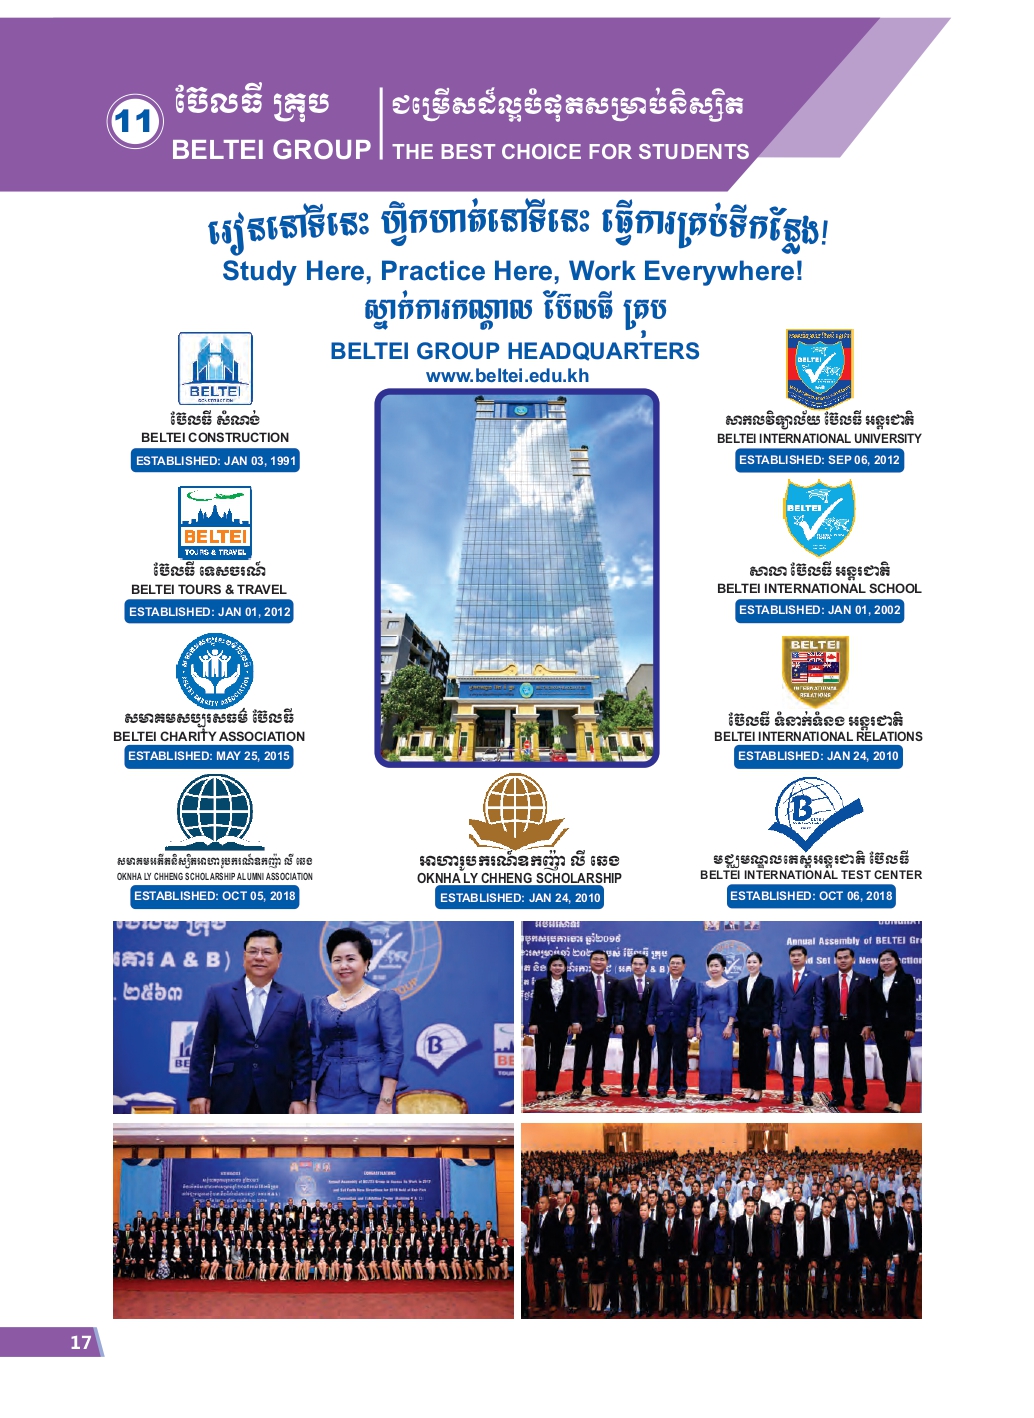 11
ប៊ែលធី គ្រុប
BELTEI GROUP
ជម្រើសដ៏ល្អបំផុតសម្រាប់និស្សិត
THE BEST CHOICE FOR STUDENTS
រៀននៅទីនេះ ហ្វឹកហាត់នៅទីនេះ ធ្វើការគ្រប់ទីកន្លែង!
Study Here, Practice Here, Work Everywhere!
ស្នាក់ការកណ្តាល ប៊ែលធី គ្រុប
BELTEI GROUP HEADQUARTERS
www.beltei.edu.kh
BELTEI
CONSTRUCTION
ប៊ែលធី សំណង់
BELTEI CONSTRUCTION
ESTABLISHED: JAN 03, 1991
BELTEI
TOURS & TRAVEL
ប៊ែលធី ទេសចរណ៍
BELTEI TOURS & TRAVEL
ESTABLISHED: JAN 01, 2012
BELTEI CHARITY ASSOCIATION
សមាគមសប្បុរសធម៌ ប៊ែលធី
BELTEI CHARITY ASSOCIATION
ESTABLISHED: MAY 25, 2015
សមាគមអតីតនិស្សិតអាហារូបករណ៍ឧកញ៉ា លី ឆេង
OKNHA LY CHHENG SCHOLARSHIP ALUMNI ASSOCIATION
ESTABLISHED: OCT 05, 2018
អាហារូបករណ៍ឧកញ៉ា លី ឆេង
OKNHA LY CHHENG SCHOLARSHIP
ESTABLISHED: JAN 24, 2010
BELTEI
សាកលវិទ្យាល័យ ប៊ែលធី អន្តរជាតិ
BELTEI INTERNATIONAL UNIVERSITY
ESTABLISHED: SEP 06, 2012
BELTEI
សាលា ប៊ែលធី អន្តរជាតិ
BELTEI INTERNATIONAL SCHOOL
ESTABLISHED: JAN 01, 2002
BELTEI
INTERNATIONAL
RELATIONS
ប៊ែលធី ទំនាក់ទំនង អន្តរជាតិ
BELTEI INTERNATIONAL RELATIONS
ESTABLISHED: JAN 24, 2010
B
BELTEI
មជ្ឈមណ្ឌលតេស្តអន្តរជាតិ ប៊ែលធី
BELTEI INTERNATIONAL TEST CENTER
ESTABLISHED: OCT 06, 2018
A & B)
២៥៦៣
B
Annual Assembly of BELTEI Gr
17